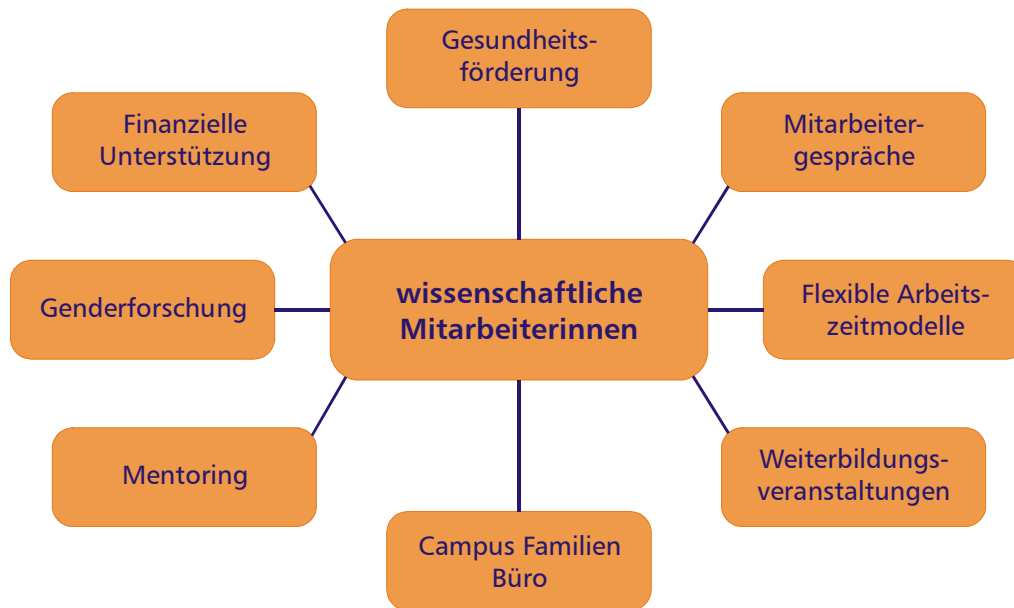 Gesundheits-
förderung
Finanzielle
Unterstützung
Mitarbeiter-
gespräche
wissenschaftliche
Mitarbeiterinnen
Genderforschung
Flexible Arbeits-
zeitmodelle
Mentoring
Weiterbildungs-
veranstaltungen
Campus Familien
Büro